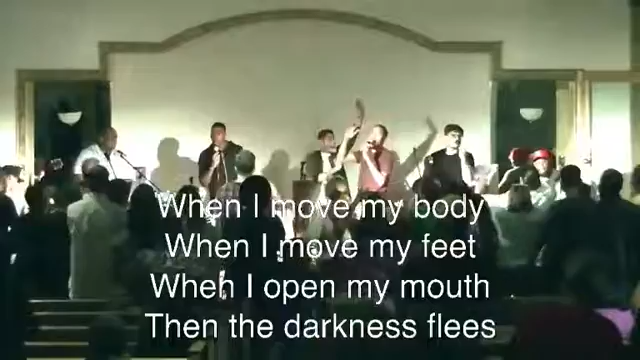 When I move my body
When I move my feet
When I open my mouth
Then the darkness flees